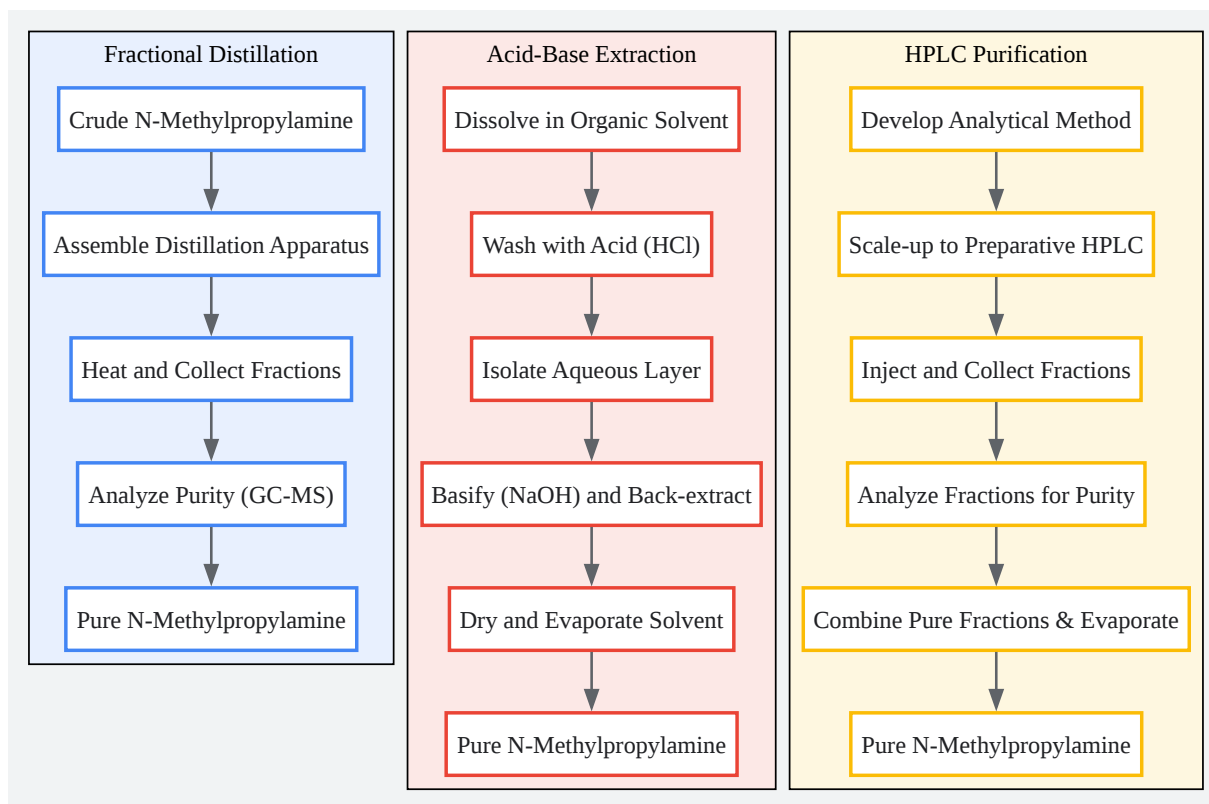 Fractional Distillation
Crude N-Methylpropylamine
Assemble Distillation Apparatus
Heat and Collect Fractions
Analyze Purity (GC-MS)
Pure N-Methylpropylamine
Acid-Base Extraction
Dissolve in Organic Solvent
Wash with Acid (HCl)
Isolate Aqueous Layer
Basify (NaOH) and Back-extract
Dry and Evaporate Solvent
Pure N-Methylpropylamine
HPLC Purification
Develop Analytical Method
Scale-up to Preparative HPLC
Inject and Collect Fractions
Analyze Fractions for Purity
Combine Pure Fractions & Evaporate
Pure N-Methylpropylamine